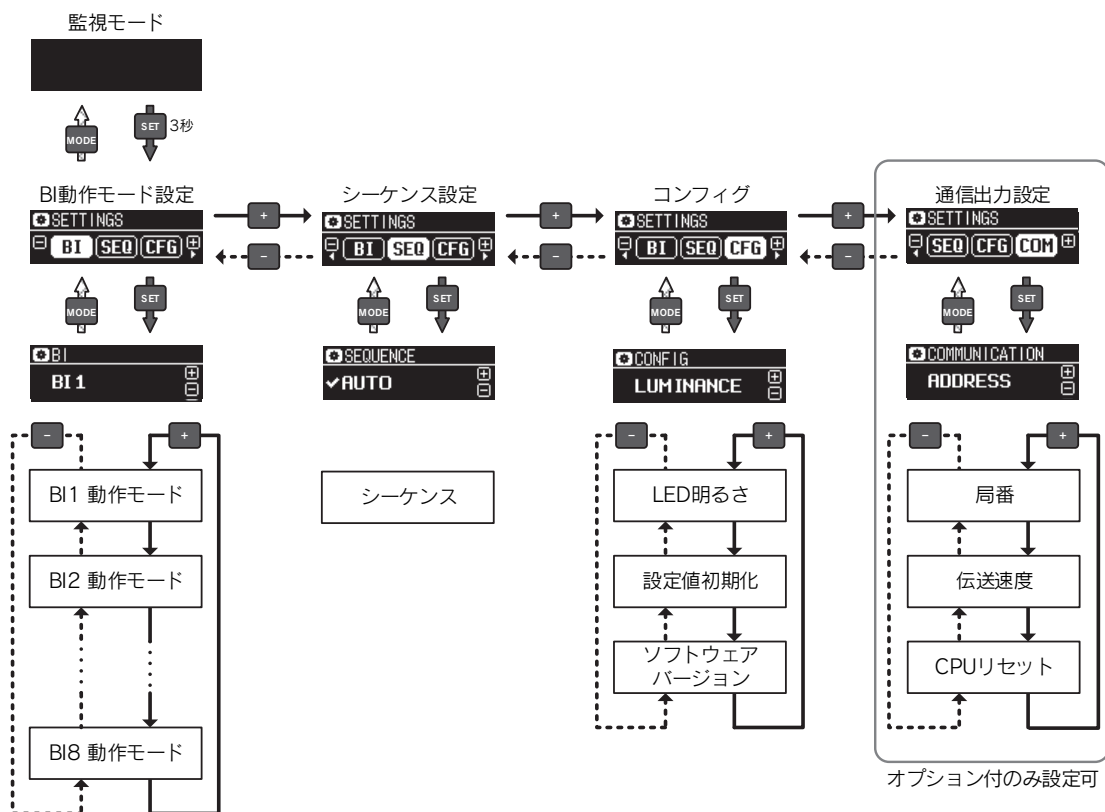 監視モード
MODE
SET
3秒
BI動作モード設定
シーケンス設定
コンフィグ
通信出力設定
SETTINGS
BI SEQ CFG
+
-
SETTINGS
BI SEQ CFG
+
-
SETTINGS
BI SEQ CFG
+
-
SETTINGS
SEQ CFG COM
MODE
SET
MODE
SET
MODE
SET
MODE
SET
BI
BI1
SEQUENCE
✓AUTO
CONFIG
LUMINANCE
COMMUNICATION
ADDRESS
-
+
-
+
-
+
BI1 動作モード
シーケンス
LED明るさ
局番
BI2 動作モード
設定値初期化
伝送速度
ソフトウェア
バージョン
CPUリセット
BI8 動作モード
オプション付のみ設定可